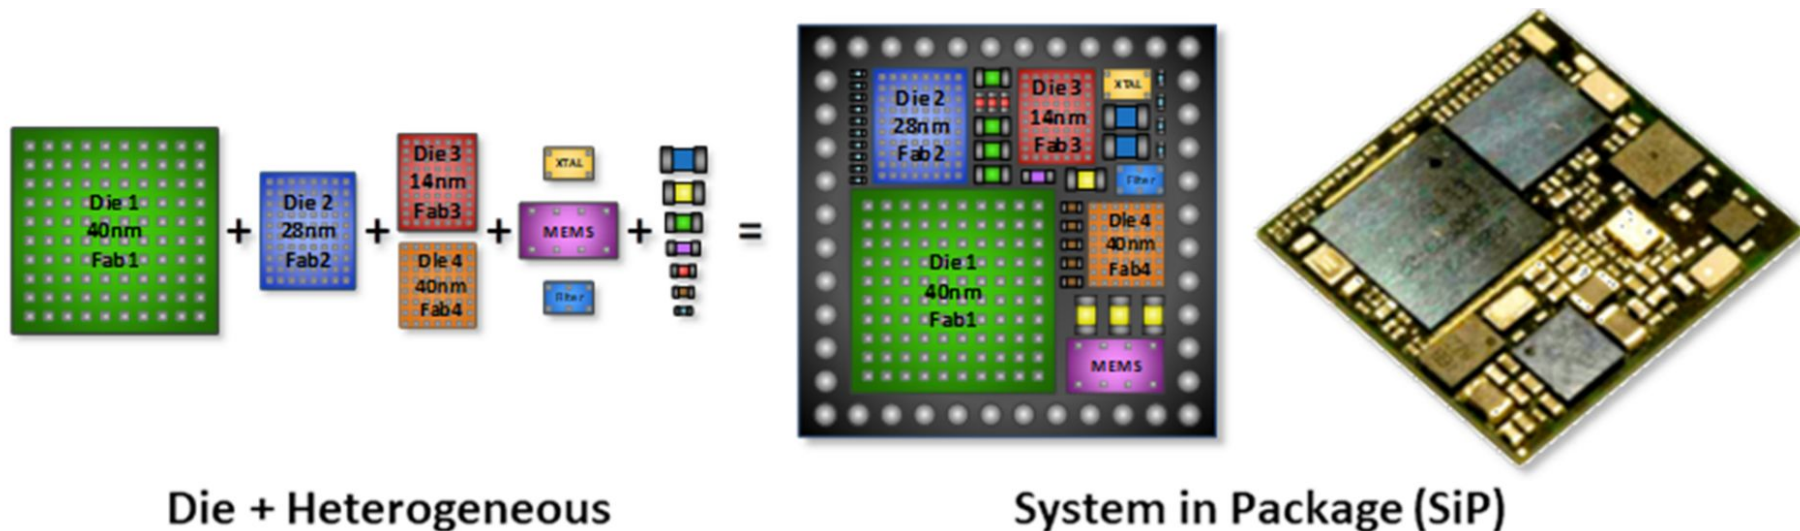 Die 1
40nm
Fab1
+
Die 2
28nm
Fab2
+
Die 3
14nm
Fab3
Die 4
40nm
Fab4
+
XTAL
MEMS
Filter
+
=
Die 2
28nm
Fab2
Die 3
14nm
Fab3
XTAL
Filter
Die 1
40nm
Fab1
Die 4
40nm
Fab4
MEMS
Die + Heterogeneous
System in Package (SiP)